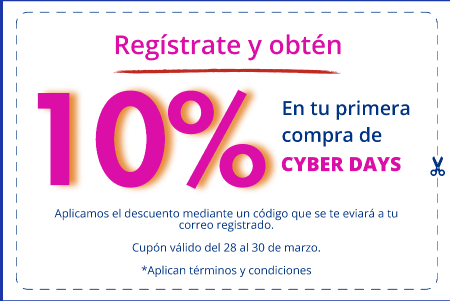 Regístrate y obtén
10%
En tu primera
compra de
CYBER DAYS
Aplicamos el descuento mediante un código que se te eviará a tu
correo registrado.
Cupón válido del 28 al 30 de marzo.
*Aplican términos y condiciones